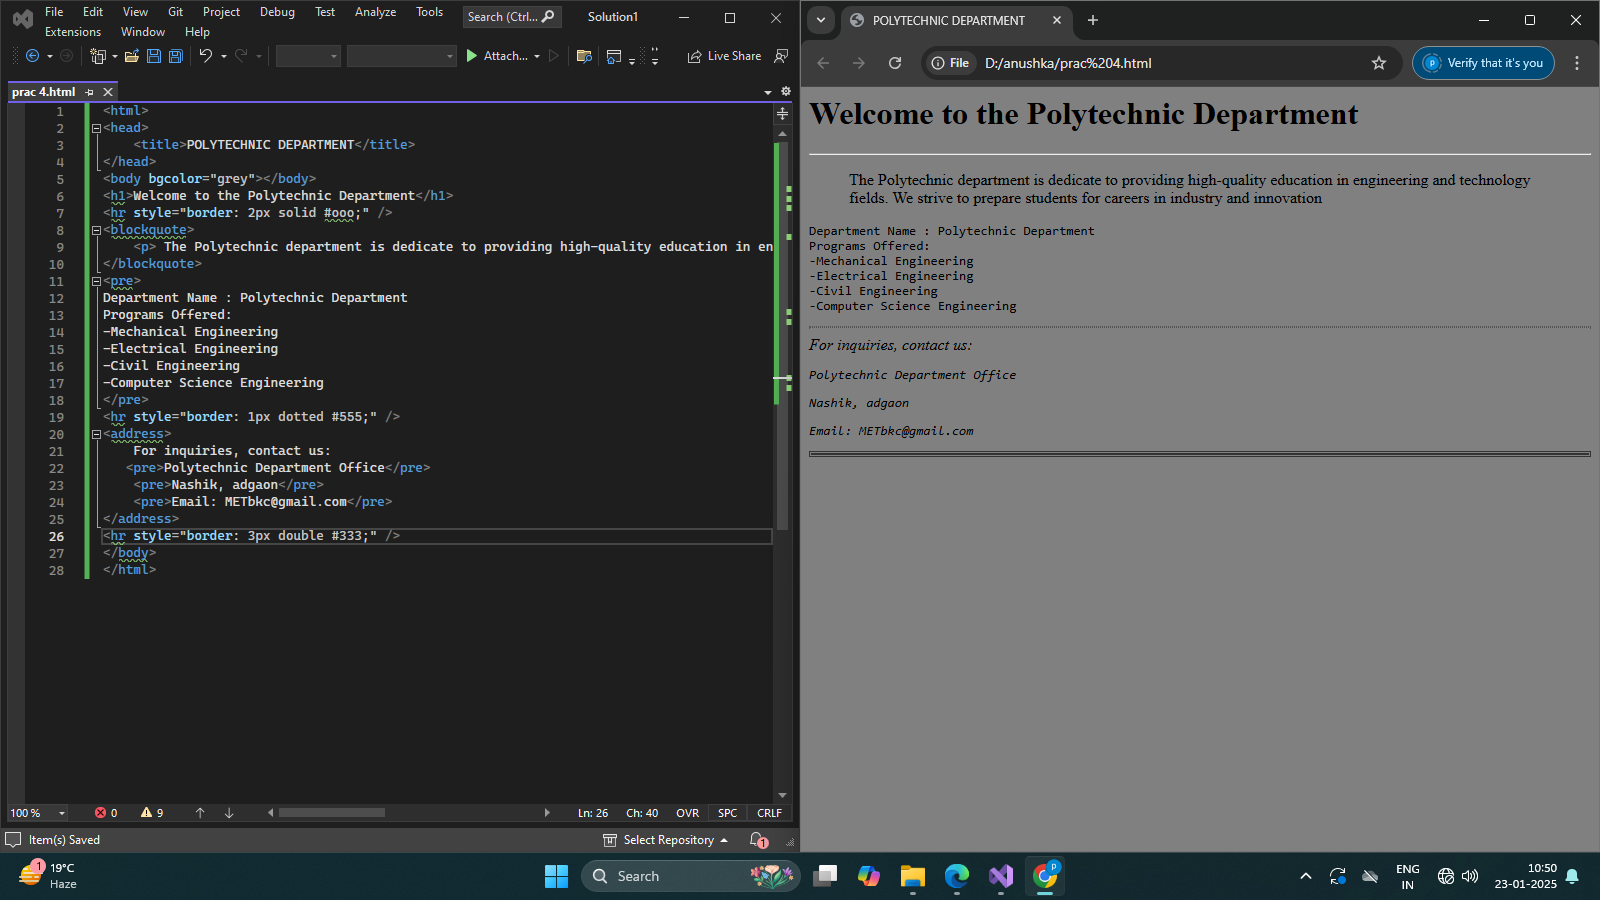 File Edit View Git Project Debug Test Analyze Tools Search (Ctrl... Solution1
Extensions Window Help
Attach... Live Share
prac 4.html
1 <html>
2 <head>
3 <title>POLYTECHNIC DEPARTMENT</title>
4 </head>
5 <body bgcolor="grey"></body>
6 <h1>Welcome to the Polytechnic Department</h1>
7 <hr style="border: 2px solid #ooo;" />
8 <blockquote>
9 <p> The Polytechnic department is dedicate to providing high-quality education in en
10 </blockquote>
11 <pre>
12 Department Name : Polytechnic Department
13 Programs Offered:
14 -Mechanical Engineering
15 -Electrical Engineering
16 -Civil Engineering
17 -Computer Science Engineering
18 </pre>
19 <hr style="border: 1px dotted #555;" />
20 <address>
21 For inquiries, contact us:
22 <pre>Polytechnic Department Office</pre>
23 <pre>Nashik, adgaon</pre>
24 <pre>Email: METbkc@gmail.com</pre>
25 </address>
26 <hr style="border: 3px double #333;" />
27 </body>
28 </html>
100 % 0 9 Ln: 26 Ch: 40 OVR SPC CRLF
Item(s) Saved Select Repository 1
POLYTECHNIC DEPARTMENT
File D:/anushka/prac%204.html P Verify that it's you
Welcome to the Polytechnic Department
The Polytechnic department is dedicate to providing high-quality education in engineering and technology
fields. We strive to prepare students for careers in industry and innovation
Department Name : Polytechnic Department
Programs Offered:
-Mechanical Engineering
-Electrical Engineering
-Civil Engineering
-Computer Science Engineering
For inquiries, contact us:
Polytechnic Department Office
Nashik, adgaon
Email: METbkc@gmail.com
1 19°C
Haze
Search
P
ENG
IN
10:50
23-01-2025